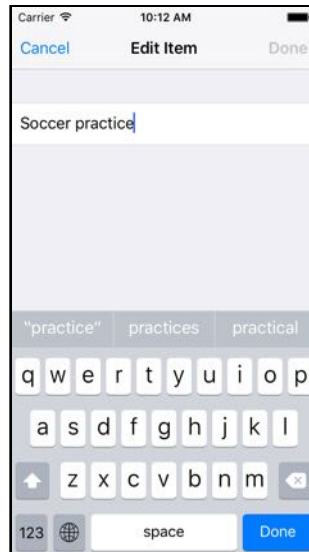 Carrier 10:12 AM
Cancel Edit Item Done
Soccer practice
"practice" practices practical
q w e r t y u i o p
a s d f g h j k l
z x c v b n m
123 space Done